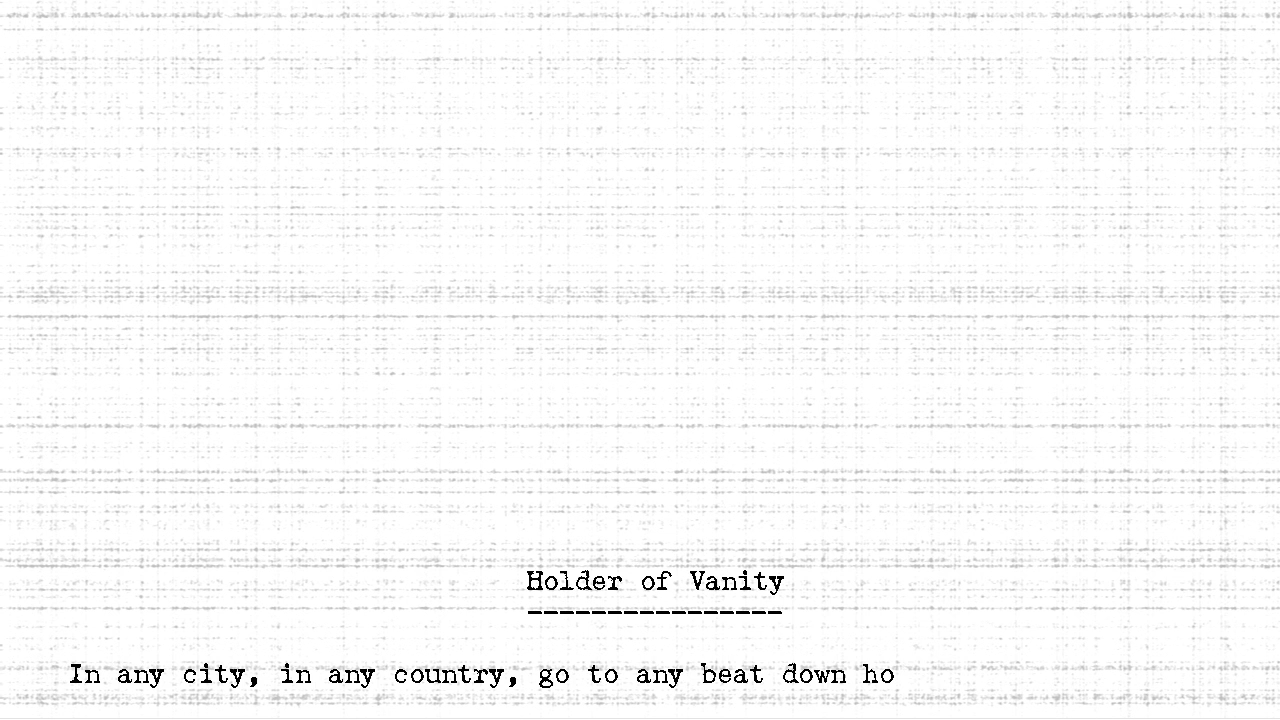 Holder of Vanity
----------------
In any city, in any country, go to any beat down ho